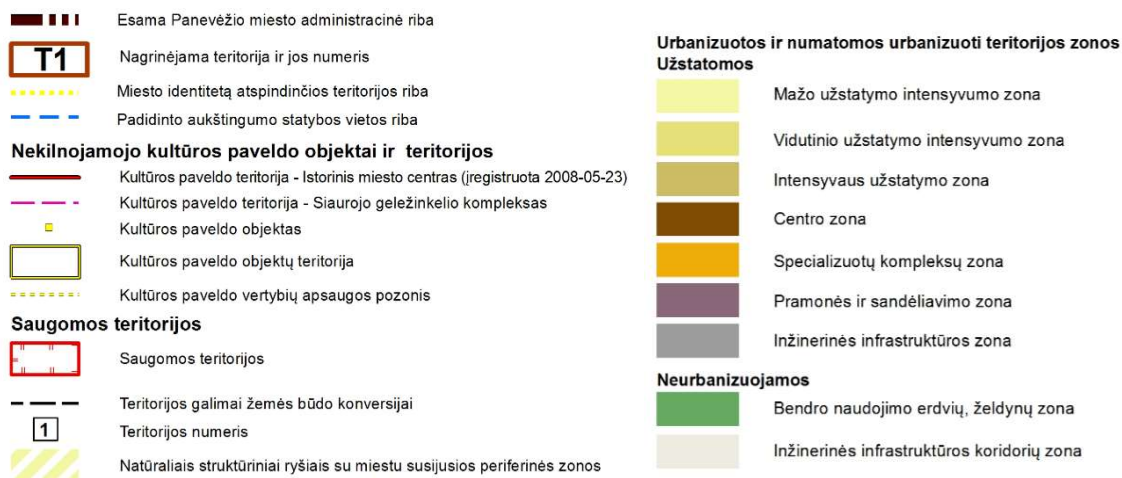 Esama Panevėžio miesto administracinė riba
T1 Nagrinėjama teritorija ir jos numeris
Miesto identitetą atspindinčios teritorijos riba
Padidinto aukštingumo statybos vietos riba
Nekilnojamojo kultūros paveldo objektai ir teritorijos
Kultūros paveldo teritorija - Istorinis miesto centras (įregistruota 2008-05-23)
Kultūros paveldo teritorija - Siaurojo geležinkelio kompleksas
Kultūros paveldo objektas
Kultūros paveldo objektų teritorija
Kultūros paveldo vertybių apsaugos pozonis
Saugomos teritorijos
Saugomos teritorijos
Teritorijos galimai žemės būdo konversijai
1 Teritorijos numeris
Natūraliais struktūriniai ryšiais su miestu susijusios periferinės zonos
Urbanizuotos ir numatomos urbanizuoti teritorijos zonos
Užstatomos
Mažo užstatymo intensyvumo zona
Vidutinio užstatymo intensyvumo zona
Intensyvaus užstatymo zona
Centro zona
Specializuotų kompleksų zona
Pramonės ir sandėliavimo zona
Inžinerinės infrastruktūros zona
Neurbanizuojamos
Bendro naudojimo erdvių, želdynų zona
Inžinerinės infrastruktūros koridorių zona